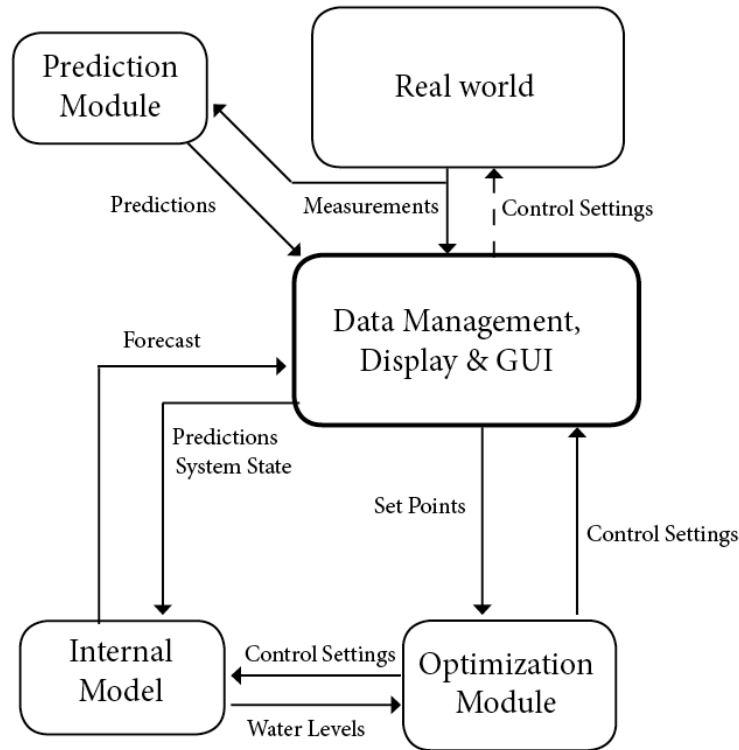 Prediction
Module
Real world
Predictions
Measurements
Control Settings
Data Management,
Display & GUI
Forecast
Predictions
System State
Set Points
Control Settings
Internal
Model
Control Settings
Water Levels
Optimization
Module